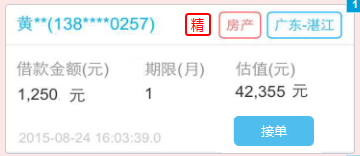 黄**(138****0257) 精 房产 广东-湛江 1
借款金额(元) 期限(月) 估值(元)
1,250 元 1 42,355 元
2015-08-24 16:03:39.0 接单